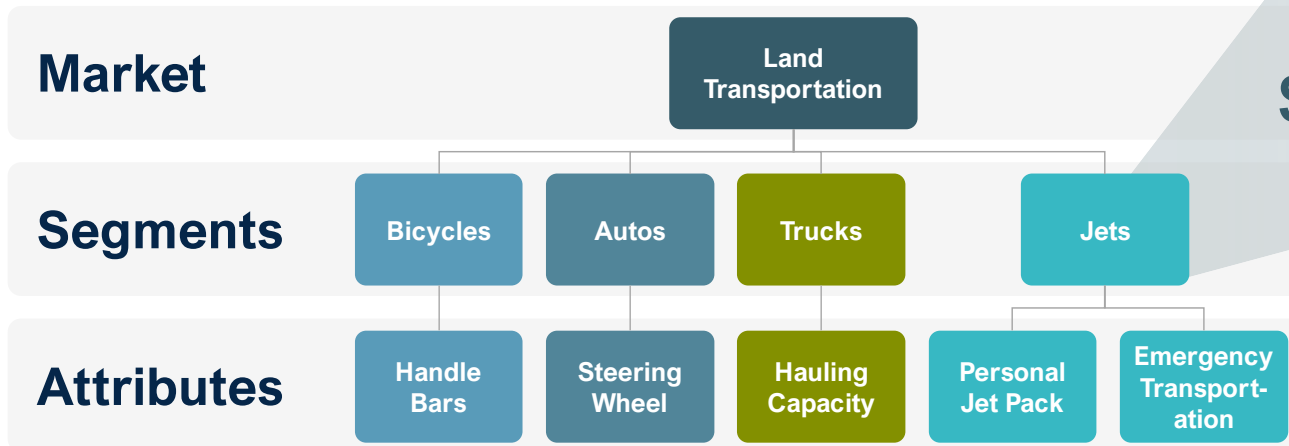 Market
Land
Transportation
Segments
Bicycles
Autos
Trucks
Jets
Attributes
Handle
Bars
Steering
Wheel
Hauling
Capacity
Personal
Jet Pack
Emergency
Transport-
ation